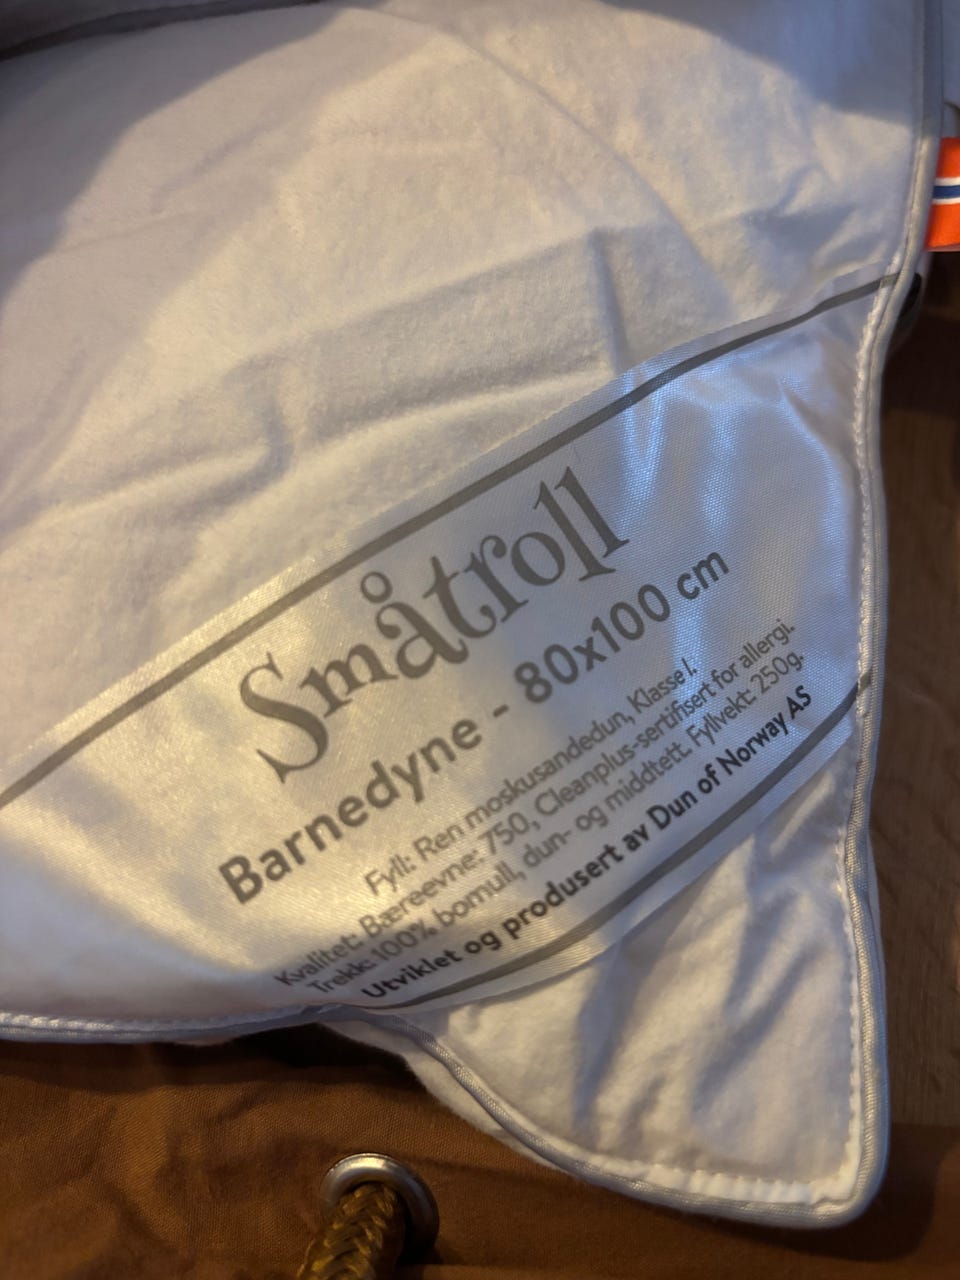 Småtroll
Barnedyne - 80x100 cm
Fyll: Ren moskusandedun, Klasse 1.
Kvalitet: Bæreevne: 750, Cleanplus-sertifisert for allergi.
Trekk: 100% bomull, dun- og middtett. Fyllvekt: 250g.
Utviklet og produsert av Dun of Norway AS